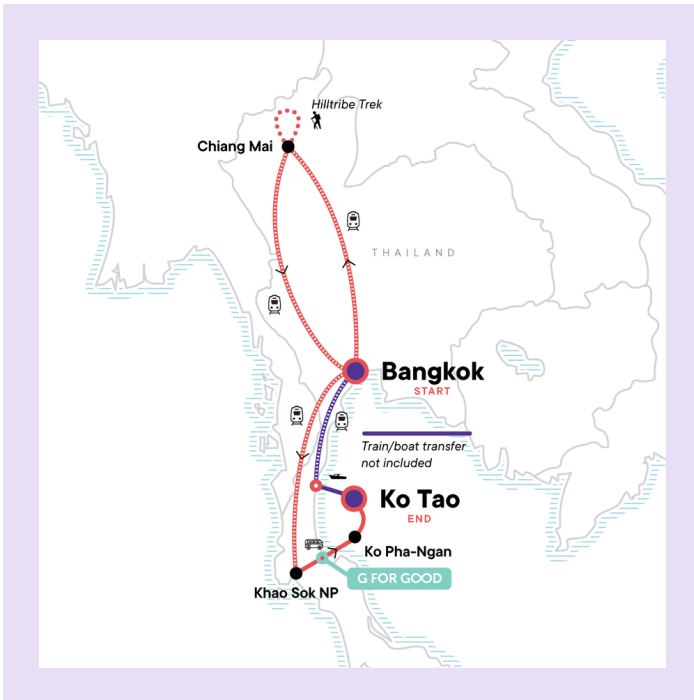 Hilltribe Trek
Chiang Mai
THAILAND
Bangkok
START
Train/boat transfer
not included
Ko Tao
END
Ko Pha-Ngan
G FOR GOOD
Khao Sok NP